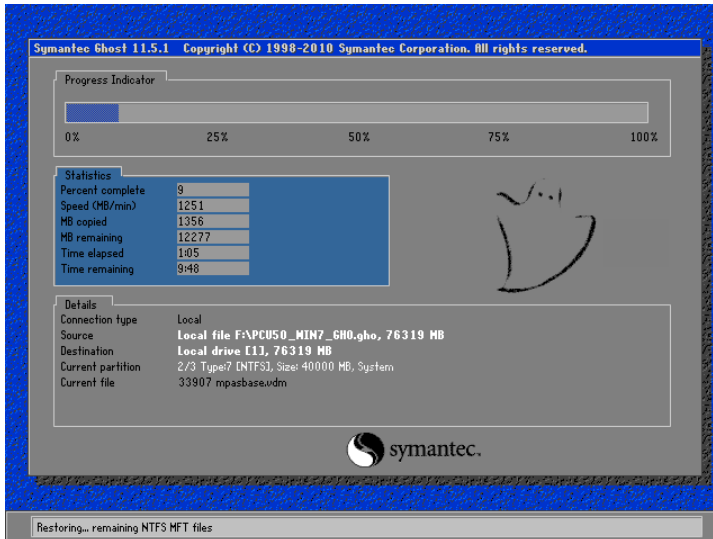 Symantec Ghost 11.5.1 Copyright (C) 1998-2010 Symantec Corporation. All rights reserved.
Progress Indicator
0% 25% 50% 75% 100%
Statistics
Percent complete 9
Speed (MB/min) 1251
MB copied 1356
MB remaining 12277
Time elapsed 1:05
Time remaining 9:48
Details
Connection type Local
Source Local file F:\PCU50_WIN7_GHO.gho, 76319 MB
Destination Local drive [1], 76319 MB
Current partition 2/3 Type:7 [NTFS], Size: 40000 MB, System
Current file 33907 mpasbase.vdm
symantec.
Restoring... remaining NTFS MFT files